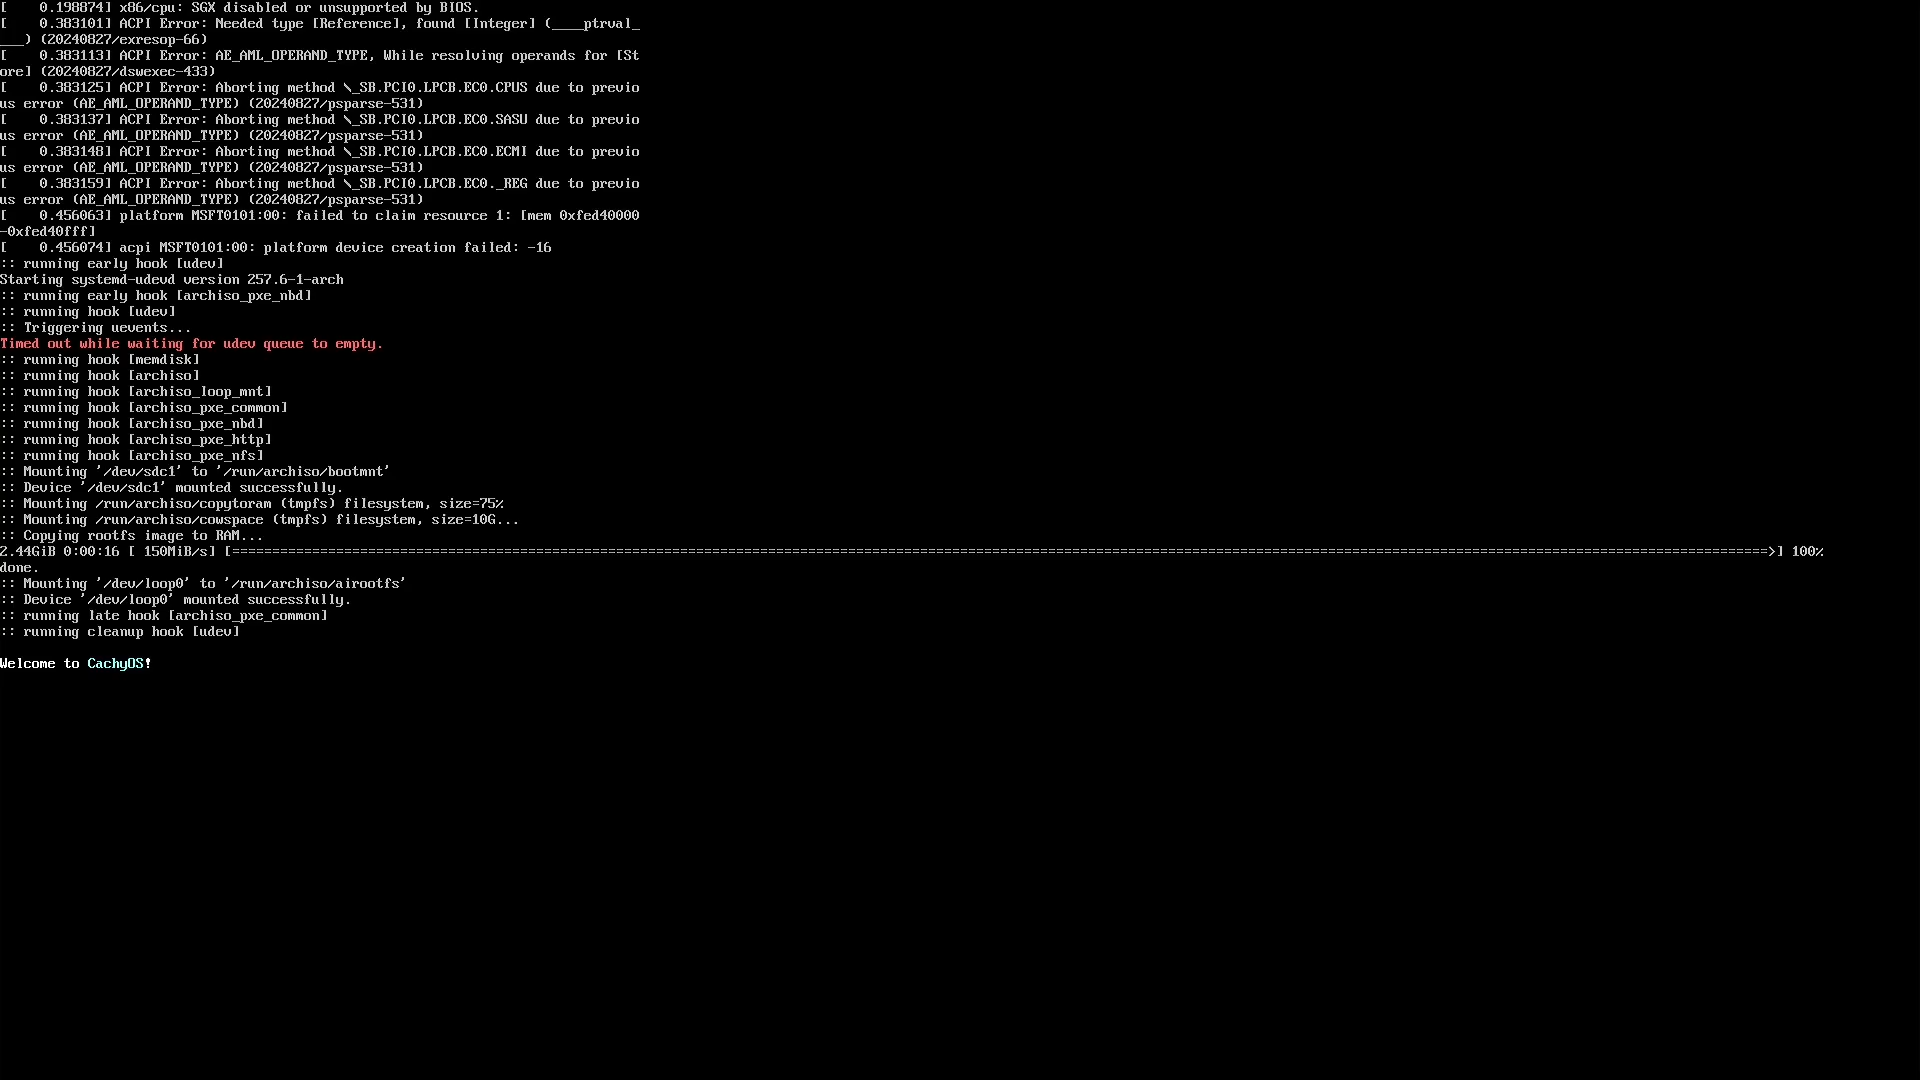 [    0.198874] x86/cpu: SGX disabled or unsupported by BIOS.
[    0.383101] ACPI Error: Needed type [Reference], found [Integer] (____ptrval_
___) (20240827/exresop-66)
[    0.383113] ACPI Error: AE_AML_OPERAND_TYPE, While resolving operands for [St
ore] (20240827/dswexec-433)
[    0.383125] ACPI Error: Aborting method \_SB.PCI0.LPCB.EC0.CPUS due to previo
us error (AE_AML_OPERAND_TYPE) (20240827/psparse-531)
[    0.383137] ACPI Error: Aborting method \_SB.PCI0.LPCB.EC0.SASU due to previo
us error (AE_AML_OPERAND_TYPE) (20240827/psparse-531)
[    0.383148] ACPI Error: Aborting method \_SB.PCI0.LPCB.EC0.ECMI due to previo
us error (AE_AML_OPERAND_TYPE) (20240827/psparse-531)
[    0.383159] ACPI Error: Aborting method \_SB.PCI0.LPCB.EC0._REG due to previo
us error (AE_AML_OPERAND_TYPE) (20240827/psparse-531)
[    0.456063] platform MSFT0101:00: failed to claim resource 1: [mem 0xfed40000
-0xfed40fff]
[    0.456074] acpi MSFT0101:00: platform device creation failed: -16
:: running early hook [udev]
Starting systemd-udevd version 257.6-1-arch
:: running early hook [archiso_pxe_nbd]
:: running hook [udev]
:: Triggering uevents...
Timed out while waiting for udev queue to empty.
:: running hook [memdisk]
:: running hook [archiso]
:: running hook [archiso_loop_mnt]
:: running hook [archiso_pxe_common]
:: running hook [archiso_pxe_nbd]
:: running hook [archiso_pxe_http]
:: running hook [archiso_pxe_nfs]
:: Mounting '/dev/sdc1' to '/run/archiso/bootmnt'
:: Device '/dev/sdc1' mounted successfully.
:: Mounting /run/archiso/copytoram (tmpfs) filesystem, size=75%
:: Mounting /run/archiso/cowspace (tmpfs) filesystem, size=10G...
:: Copying rootfs image to RAM...
2.44GiB 0:00:16 [ 150MiB/s] [================================================================================================================================================================================================>] 100%
done.
:: Mounting '/dev/loop0' to '/run/archiso/airootfs'
:: Device '/dev/loop0' mounted successfully.
:: running late hook [archiso_pxe_common]
:: running cleanup hook [udev]
Welcome to CachyOS!